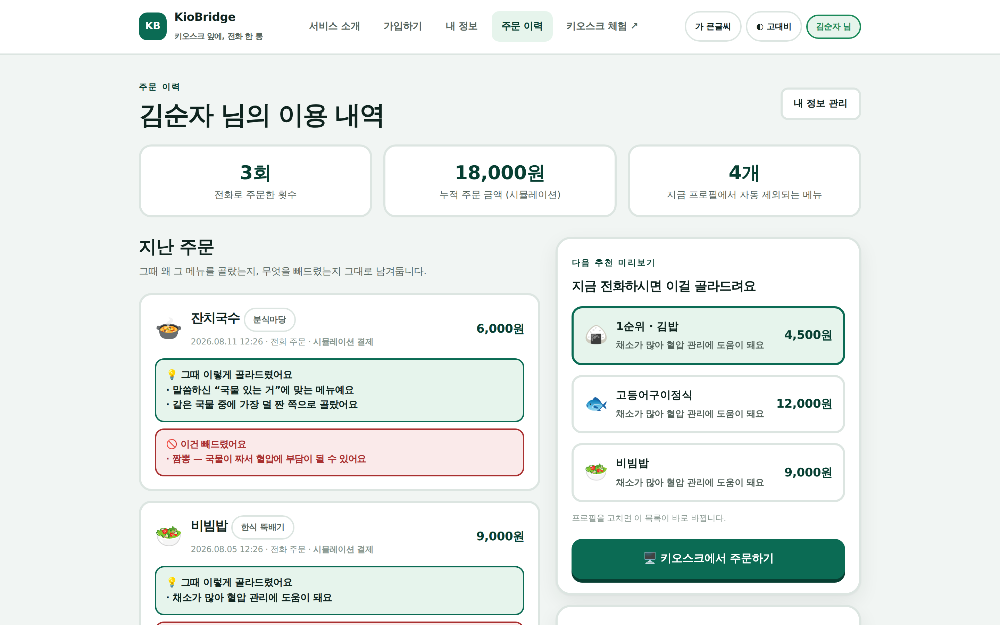 KB
KioBridge
키오스크 앞에, 전화 한 통
서비스 소개
가입하기
내 정보
주문 이력
키오스크 체험 ↗
가 큰글씨
◐ 고대비
김순자 님
주문 이력
김순자 님의 이용 내역
내 정보 관리
3회
전화로 주문한 횟수
18,000원
누적 주문 금액 (시뮬레이션)
4개
지금 프로필에서 자동 제외되는 메뉴
지난 주문
그때 왜 그 메뉴를 골랐는지, 무엇을 빼드렸는지 그대로 남겨둡니다.
잔치국수 분식마당
2026.08.11 12:26 · 전화 주문 · 시뮬레이션 결제
6,000원
💡 그때 이렇게 골라드렸어요
· 말씀하신 “국물 있는 거”에 맞는 메뉴예요
· 같은 국물 중에 가장 덜 짠 쪽으로 골랐어요
🚫 이건 빼드렸어요
· 짬뽕 — 국물이 짜서 혈압에 부담이 될 수 있어요
비빔밥 한식 뚝배기
2026.08.05 12:26 · 전화 주문 · 시뮬레이션 결제
9,000원
💡 그때 이렇게 골라드렸어요
· 채소가 많아 혈압 관리에 도움이 돼요
다음 추천 미리보기
지금 전화하시면 이걸 골라드려요
1순위 · 김밥
채소가 많아 혈압 관리에 도움이 돼요
4,500원
고등어구이정식
채소가 많아 혈압 관리에 도움이 돼요
12,000원
비빔밥
채소가 많아 혈압 관리에 도움이 돼요
9,000원
프로필을 고치면 이 목록이 바로 바뀝니다.
🖥️ 키오스크에서 주문하기